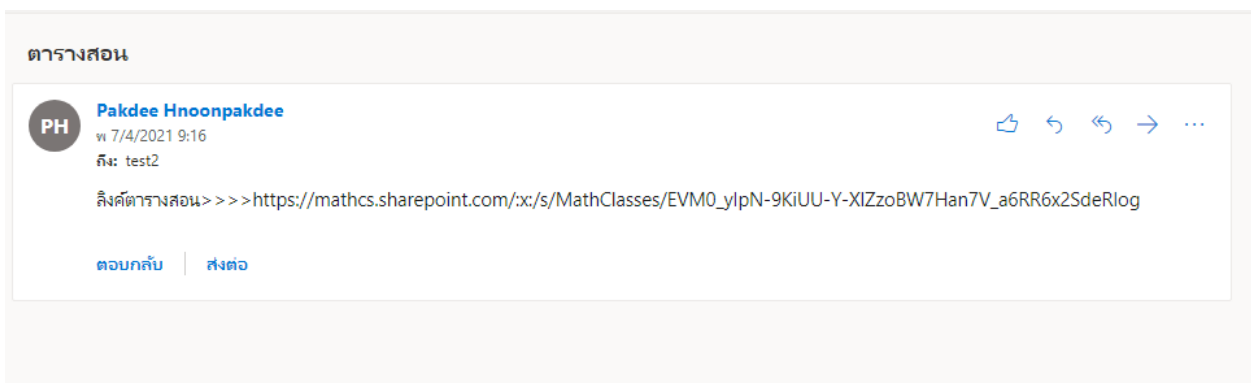 ตารางสอน
PH
Pakdee Hnoonpakdee
พ 7/4/2021 9:16
ถึง: test2
ลิงค์ตารางสอน>>>>https://mathcs.sharepoint.com/:x:/s/MathClasses/EVM0_ylpN-9KiUU-Y-XIZzoBW7Han7V_a6RR6x2SdeRlog
ตอบกลับ ส่งต่อ